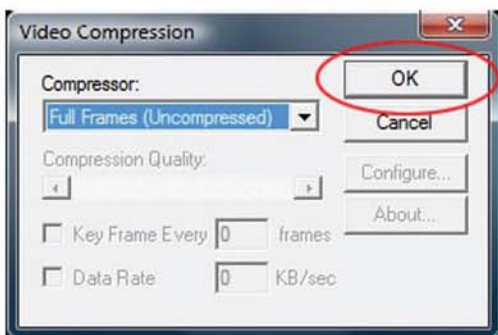 Video Compression
Compressor:
OK
Full Frames (Uncompressed)
Cancel
Compression Quality:
Configure...
About...
Key Frame Every 0 frames
Data Rate 0 KB/sec